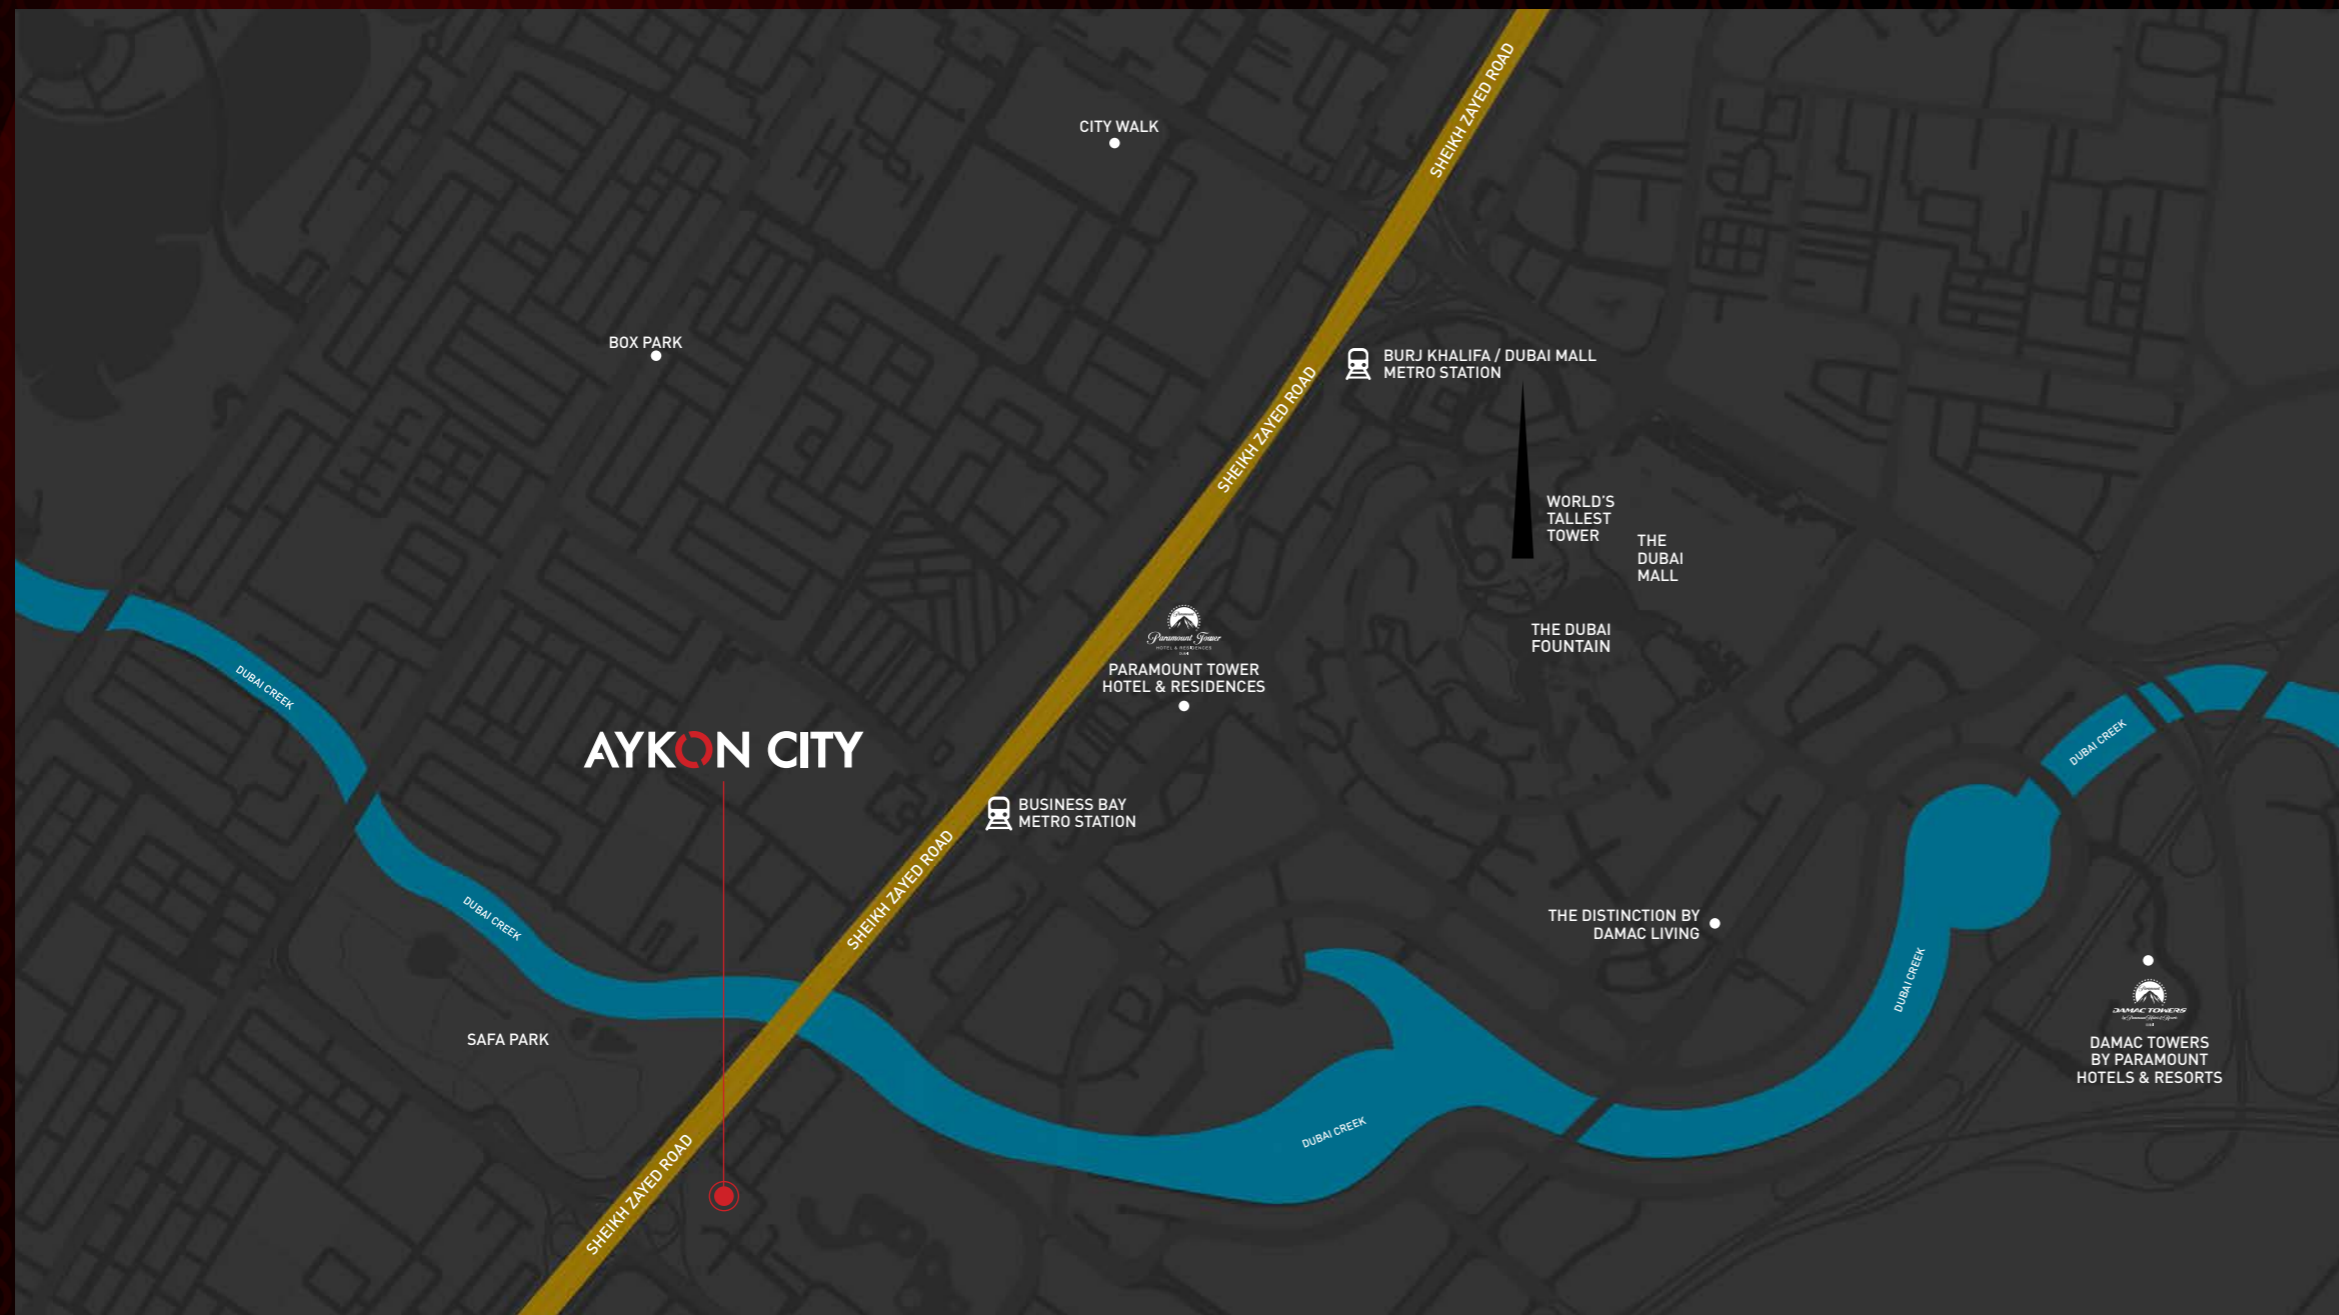 SHEIKH ZAYED ROAD
CITY WALK
BOX PARK
BURJ KHALIFA / DUBAI MALL
METRO STATION
SHEIKH ZAYED ROAD
WORLD'S
TALLEST
TOWER
THE
DUBAI
MALL
Paramount Tower
HOTEL & RESIDENCES
THE DUBAI
FOUNTAIN
PARAMOUNT TOWER
HOTEL & RESIDENCES
DUBAI CREEK
DUBAI CREEK
AYKON CITY
BUSINESS BAY
METRO STATION
SHEIKH ZAYED ROAD
DUBAI CREEK
THE DISTINCTION BY
DAMAC LIVING
DUBAI CREEK
SAFA PARK
DAMAC TOWERS
DAMAC TOWERS
BY PARAMOUNT
HOTELS & RESORTS
DUBAI CREEK
SHEIKH ZAYED ROAD